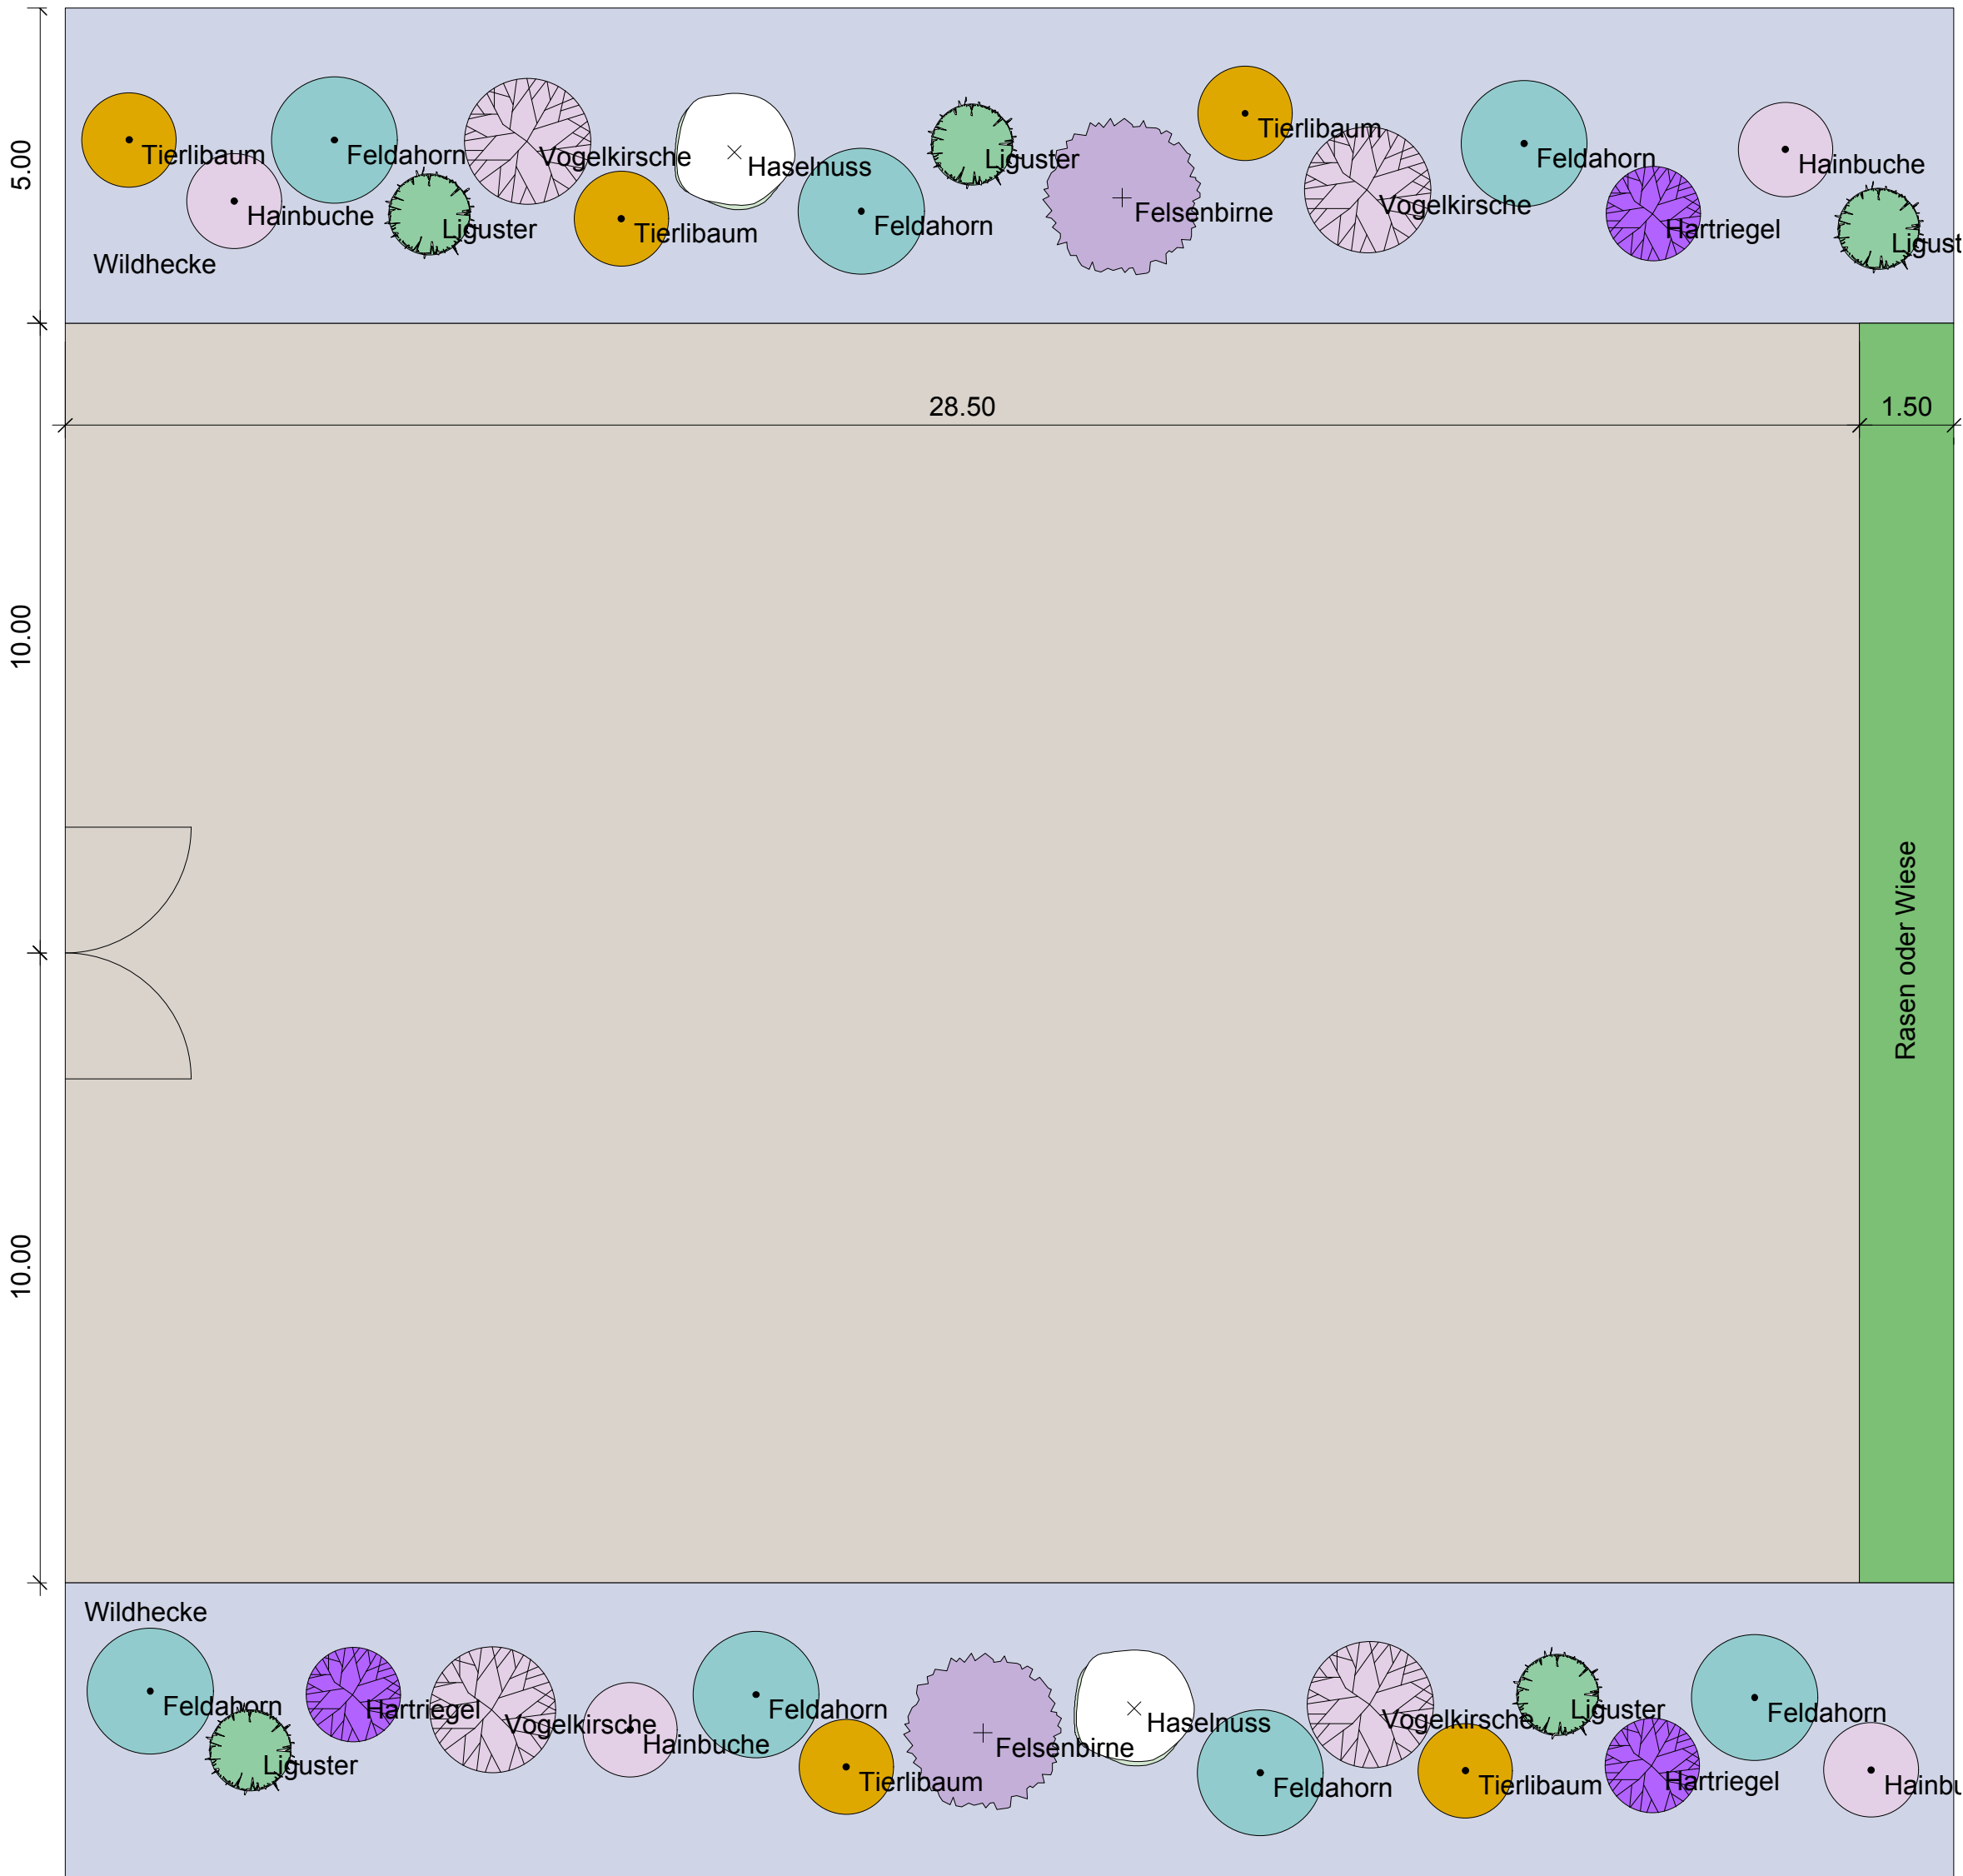 5.00
Tierlibaum
Hainbuche
Feldahorn
Liguster
Vogelkirsche
Tierlibaum
Haselnuss
Feldahorn
Liguster
Felsenbirne
Tierlibaum
Vogelkirsche
Feldahorn
Hartriegel
Hainbuche
Ligust
Wildhecke
28.50
1.50
10.00
Rasen oder Wiese
10.00
Wildhecke
Feldahorn
Liguster
Hartriegel
Vogelkirsche
Hainbuche
Feldahorn
Tierlibaum
Felsenbirne
Haselnuss
Feldahorn
Vogelkirsche
Tierlibaum
Liguster
Hartriegel
Feldahorn
Hainbu